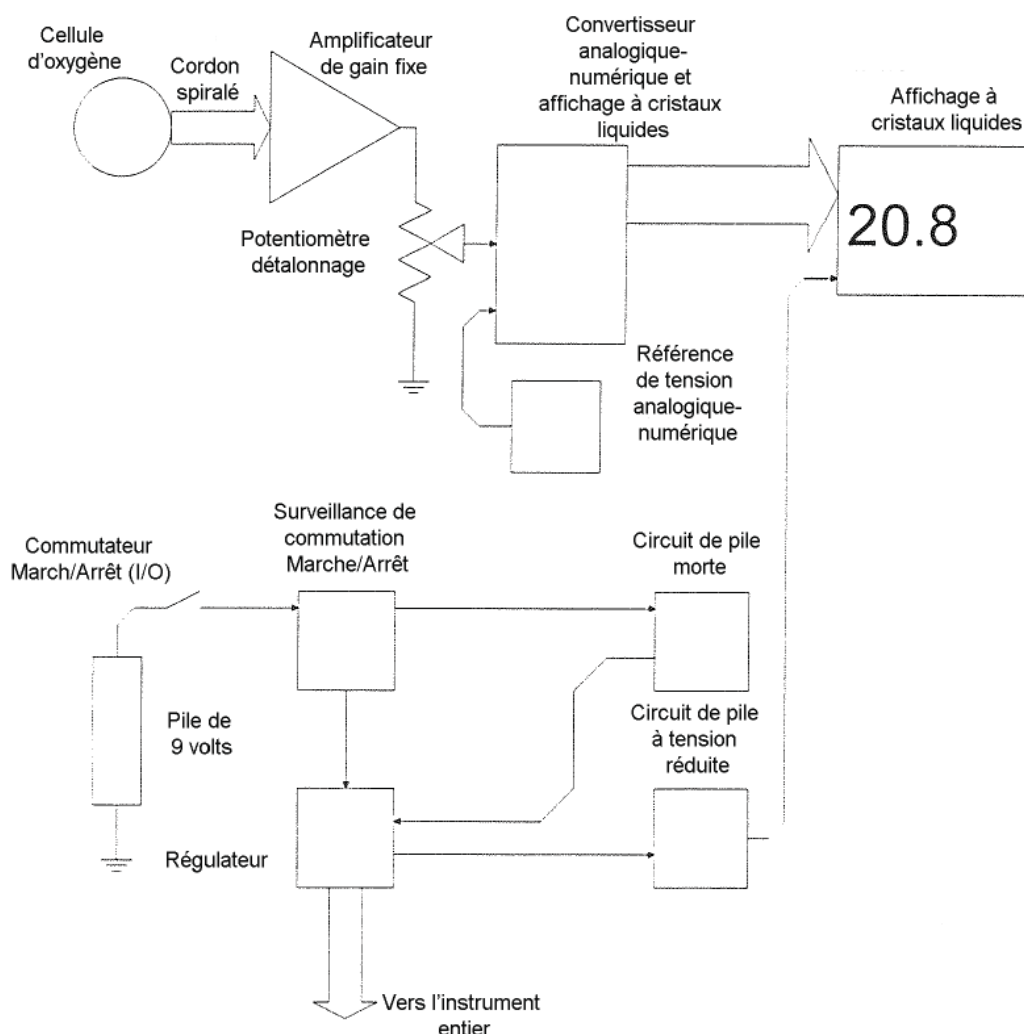 Cellule
d'oxygène
Cordon
spiralé
Amplificateur
de gain fixe
Convertisseur
analogique-
numérique et
affichage à cristaux
liquides
Affichage à
cristaux liquides
20.8
Potentiomètre
détalonnage
Référence
de tension
analogique-
numérique
Commutateur
March/Arrêt (I/O)
Surveillance de
commutation
Marche/Arrêt
Circuit de pile
morte
Pile de
9 volts
Circuit de pile
à tension
réduite
Régulateur
Vers l'instrument
entier